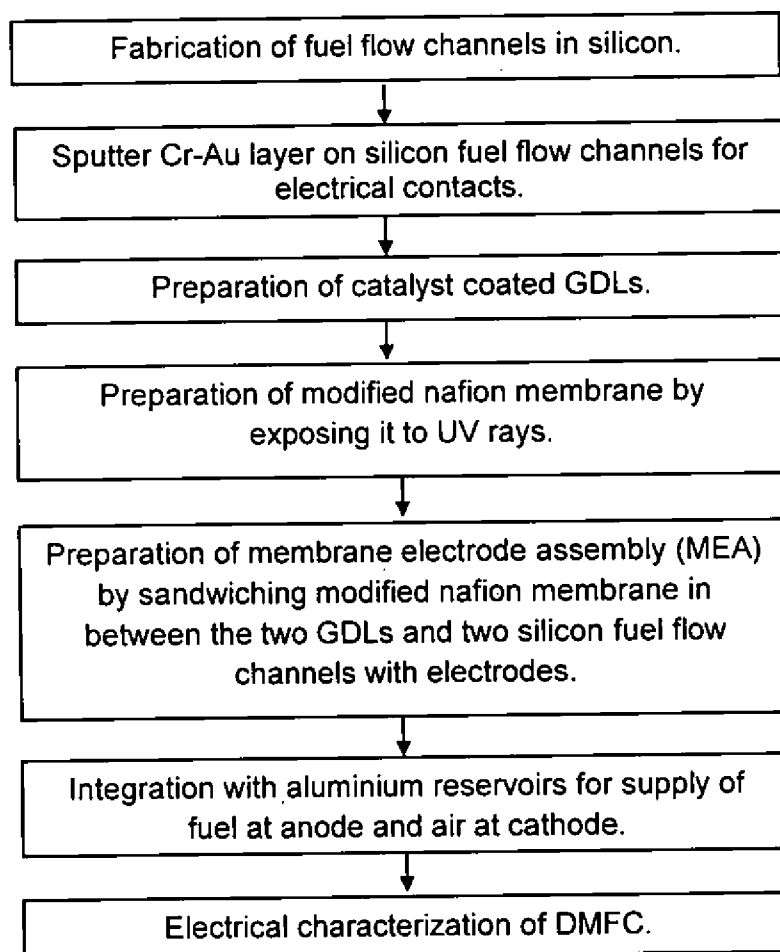 Fabrication of fuel flow channels in silicon.
Sputter Cr-Au layer on silicon fuel flow channels for
electrical contacts.
Preparation of catalyst coated GDLs.
Preparation of modified nafion membrane by
exposing it to UV rays.
Preparation of membrane electrode assembly (MEA)
by sandwiching modified nafion membrane in
between the two GDLs and two silicon fuel flow
channels with electrodes.
Integration with aluminium reservoirs for supply of
fuel at anode and air at cathode.
Electrical characterization of DMFC.